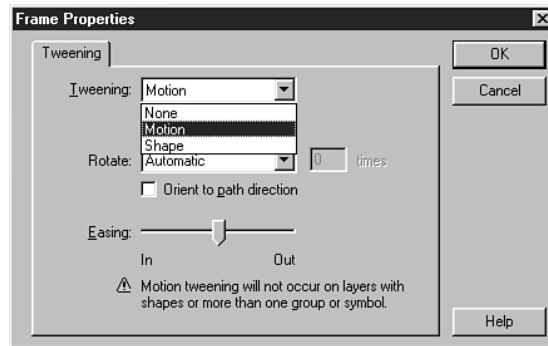 Frame Properties
Tweening
OK
Cancel
Tweening: Motion
None
Motion
Shape
Rotate: Automatic 0 times
Orient to path direction
Easing:
In Out
Motion tweening will not occur on layers with
shapes or more than one group or symbol.
Help